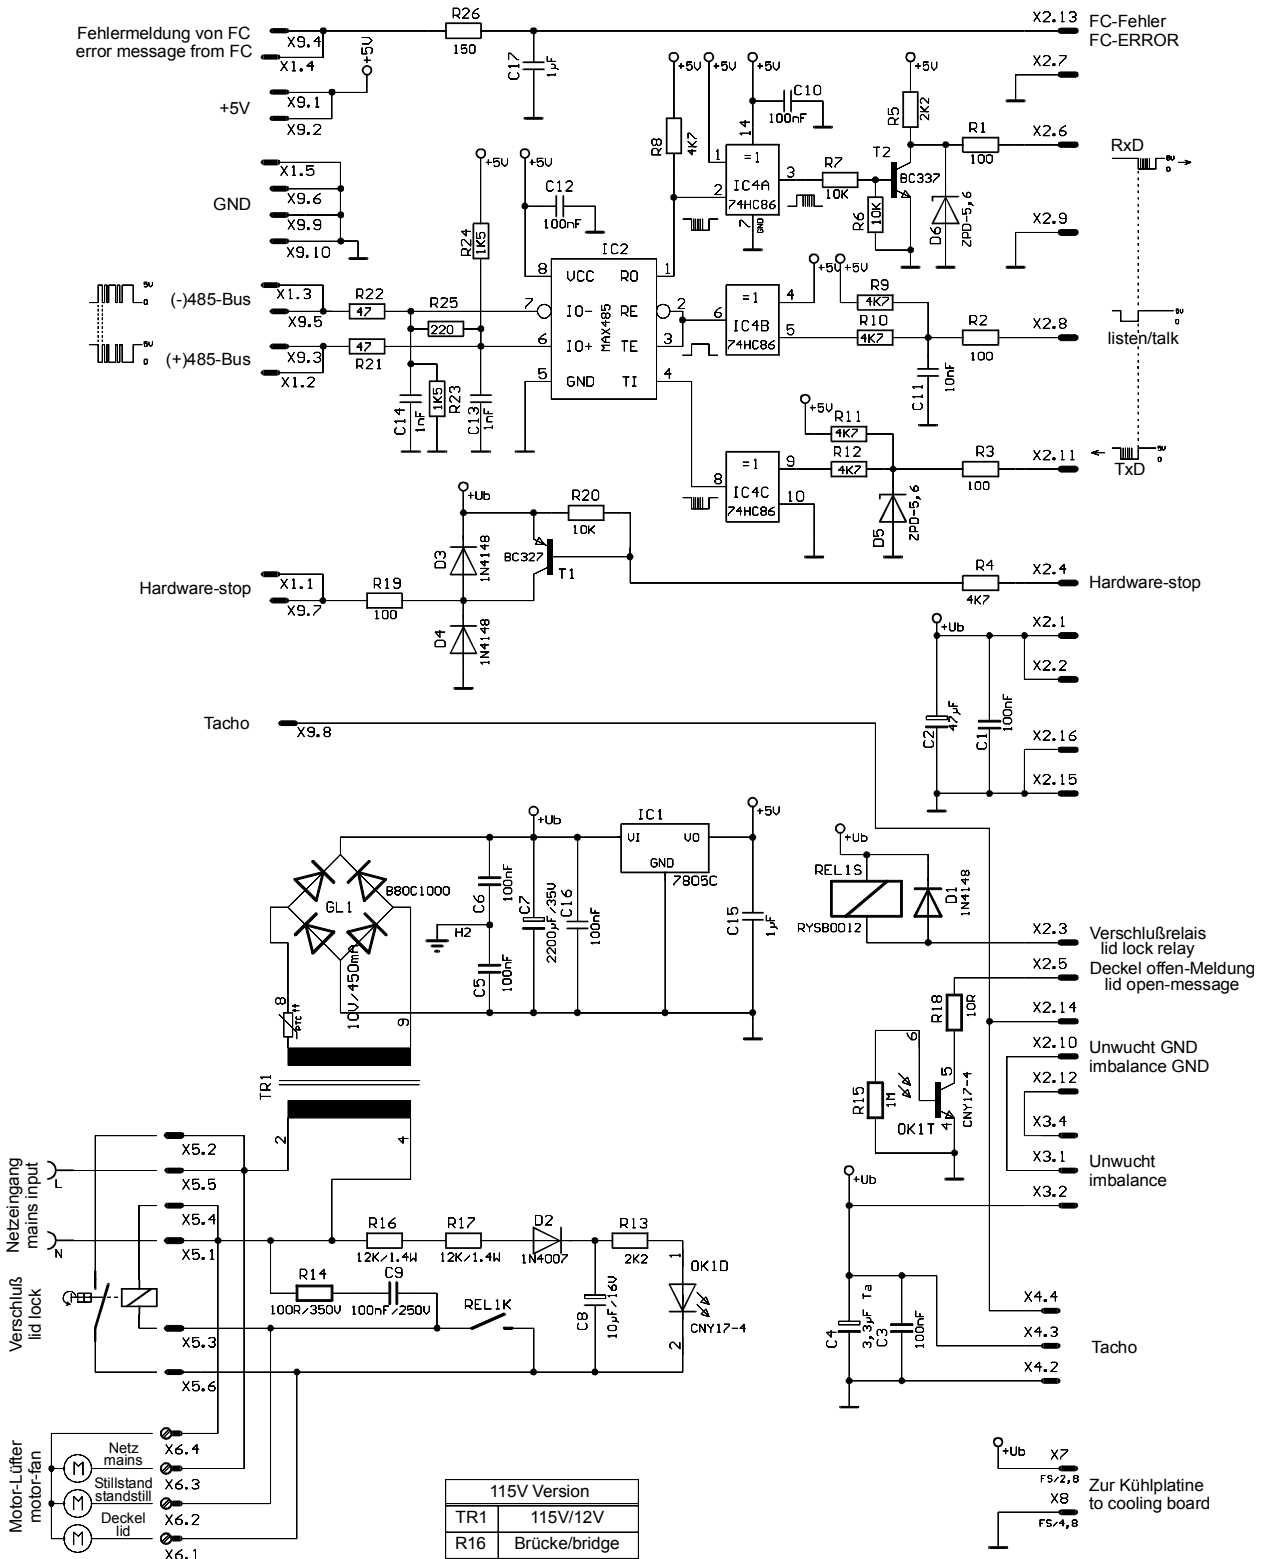 Fehlermeldung von FC
error message from FC
X9.4
X1.4
R26
150
C17
1µF
X2.13
FC-Fehler
FC-ERROR
+5V
X9.1
X9.2
+5V
X2.7
+5V
+5V
+5V
C10
100nF
14
R8
4K7
1
2
=1
IC4A
74HC86
3
7
GND
R7
10K
R6
10K
T2
BC337
+5V
R5
2K2
R1
100
D6
ZPD-5,6
X2.6
RxD
5V
0
X2.9
GND
X1.5
X9.6
X9.9
X9.10
+5V
+5V
C12
100nF
R24
1K5
IC2
MAX485
8
VCC
RO
1
7
IO-
RE
2
6
IO+
TE
3
5
GND
TI
4
5V
0
(-)485-Bus
X1.3
X9.5
R22
47
R25
220
5V
0
(+)485-Bus
X9.3
X1.2
47
R21
C14
1nF
1K5
R23
C13
1nF
6
=1
IC4B
74HC86
4
5
+5V
+5V
R9
4K7
R10
4K7
C11
10nF
R2
100
X2.8
5V
0
listen/talk
8
=1
IC4C
74HC86
9
10
+5V
R11
4K7
R12
4K7
D5
ZPD-5,6
R3
100
X2.11
5V
0
TxD
+Ub
R20
10K
D3
1N4148
BC327
T1
Hardware-stop
X1.1
X9.7
R19
100
D4
1N4148
R4
4K7
X2.4
Hardware-stop
+Ub
X2.1
X2.2
C2
47µF
C1
100nF
X2.16
X2.15
Tacho
X9.8
GL1
B80C1000
10V/450mA
8
PTC
9
TR1
2
4
C6
100nF
H2
C5
100nF
+Ub
C7
2200µF/35V
C16
100nF
IC1
VI
VO
GND
7805C
+5V
C15
1µF
+Ub
REL1S
RYSB0012
D1
1N4148
X2.3
Verschlußrelais
lid lock relay
X2.5
Deckel offen-Meldung
lid open-message
R18
10R
X2.14
X2.10
Unwucht GND
imbalance GND
X2.12
X3.4
X3.1
Unwucht
imbalance
X3.2
R15
1M
6
5
4
OK1T
CNY17-4
+Ub
C4
3,3µF Ta
C3
100nF
X4.4
X4.3
Tacho
X4.2
Netzeingang
mains input
L
N
X5.2
X5.5
X5.4
X5.1
X5.3
X5.6
Verschluß
lid lock
R16
12K/1.4W
R17
12K/1.4W
D2
1N4007
R13
2K2
R14
100R/350V
C9
100nF/250V
REL1K
C8
10µF/16V
1
2
OK1D
CNY17-4
Motor-Lüfter
motor-fan
M
M
M
Netz
mains
Stillstand
standstill
Deckel
lid
X6.4
X6.3
X6.2
X6.1
115V Version
TR1 115V/12V
R16 Brücke/bridge
+Ub
X7
FS/2,8
X8
FS/4,8
Zur Kühlplatine
to cooling board